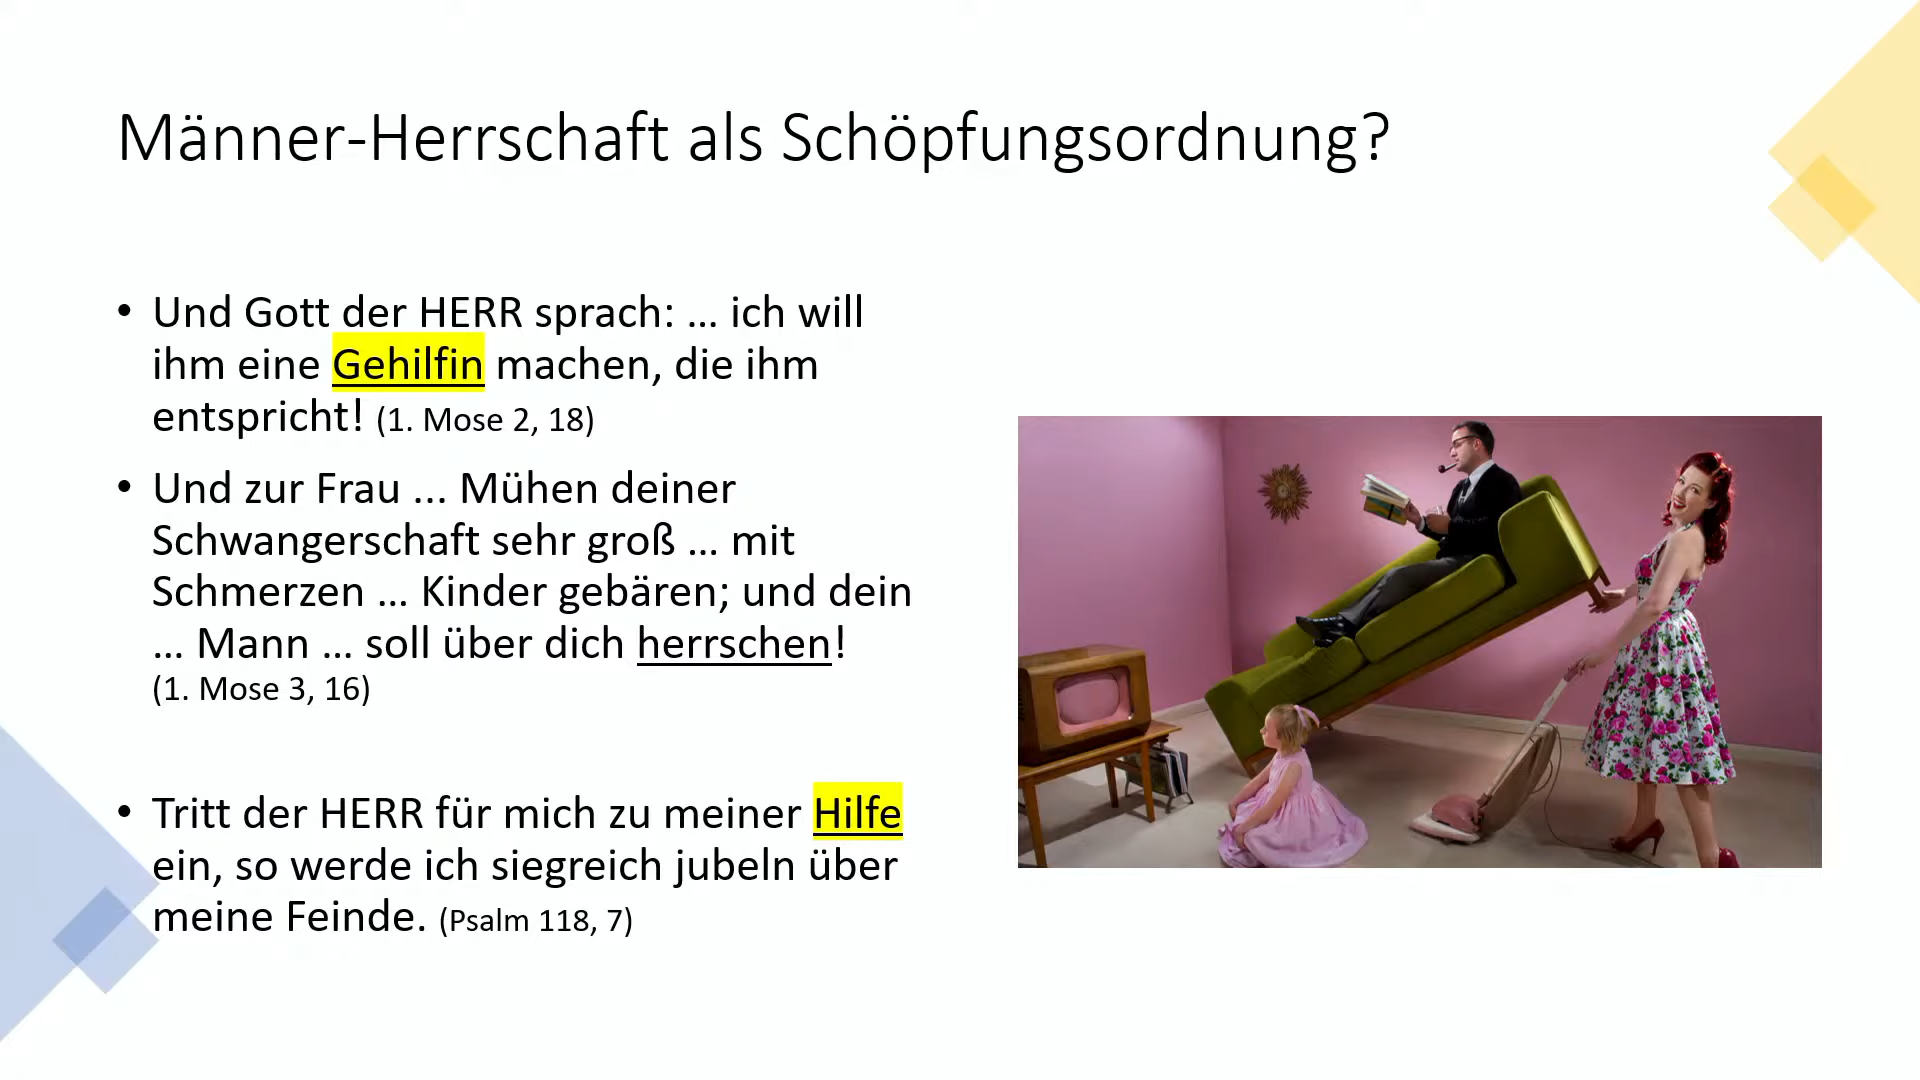 Männer-Herrschaft als Schöpfungsordnung?
• Und Gott der HERR sprach: ... ich will
ihm eine Gehilfin machen, die ihm
entspricht! (1. Mose 2, 18)
• Und zur Frau ... Mühen deiner
Schwangerschaft sehr groß ... mit
Schmerzen ... Kinder gebären; und dein
... Mann ... soll über dich herrschen!
(1. Mose 3, 16)
• Tritt der HERR für mich zu meiner Hilfe
ein, so werde ich siegreich jubeln über
meine Feinde. (Psalm 118, 7)